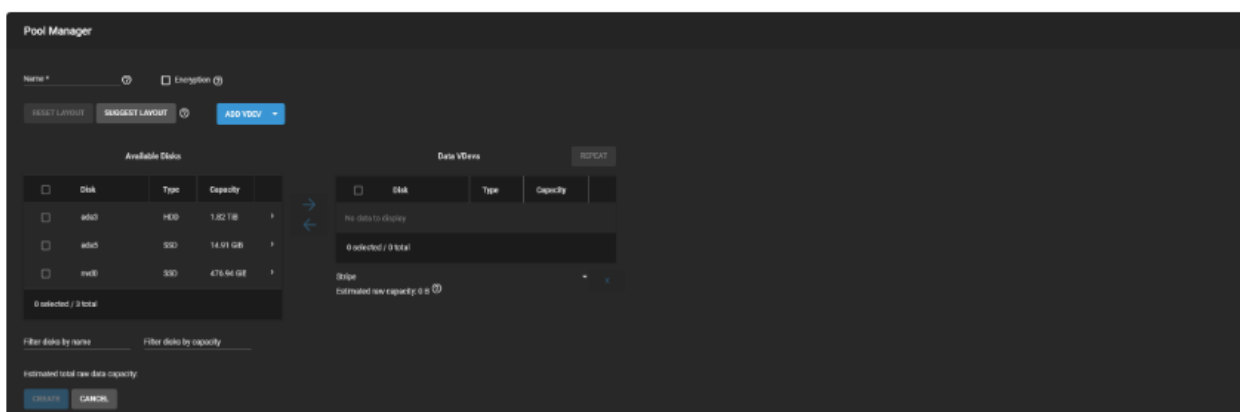 Pool Manager
Name * Encryption
RESET LAYOUT SUGGEST LAYOUT ADD VDEV
Available Disks
Disk Type Capacity
ada3 HDD 1.82 TiB
SSD 14.91 GiB
nvd0 SSD 476.94 GiB
0 selected / 3 total
Filter disks by name Filter disks by capacity
Data VDevs REPEAT
Disk Type Capacity
No data to display
0 selected / 0 total
Stripe
Estimated raw capacity: 0 B
X
Estimated total raw data capacity:
CREATE CANCEL